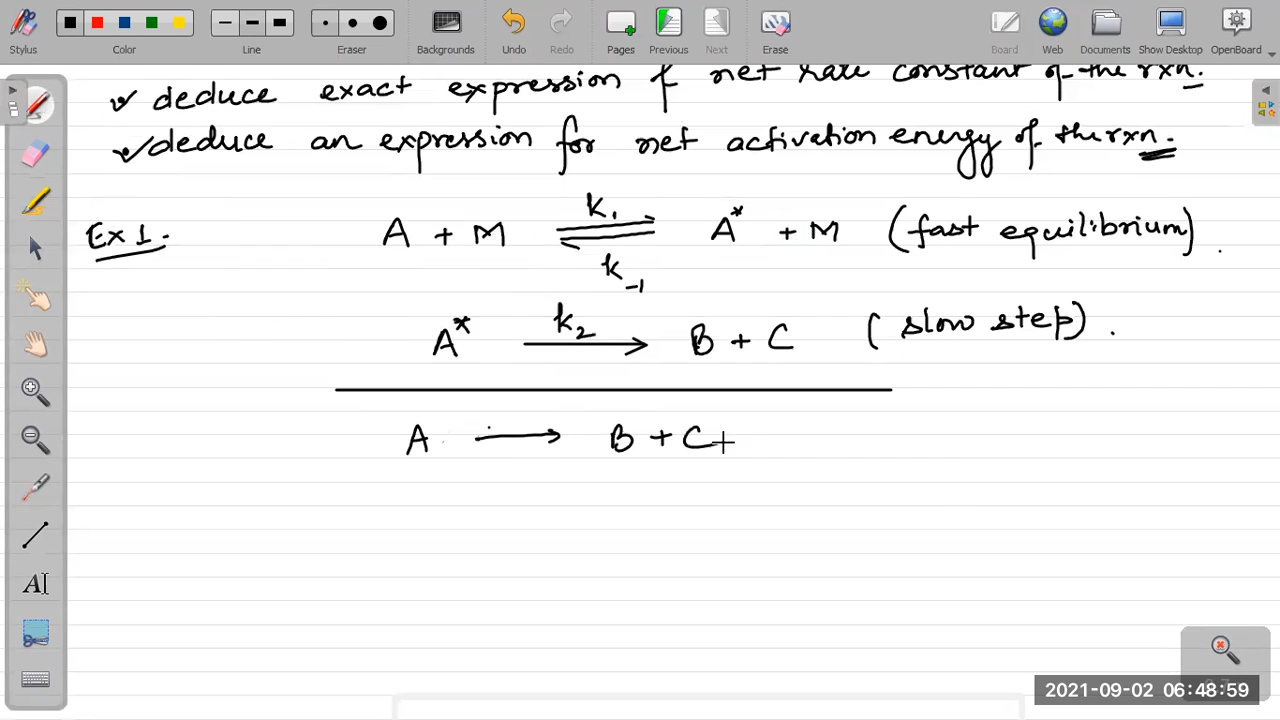 Color Line Eraser Backgrounds Undo Redo Pages Previous Next Erase Board Web Documents Show Desktop OpenBoard
Stylus
✓ deduce exact expression of net rate constant of the rxn.
✓ deduce an expression for net activation energy of the rxn.
Ex 1. A + M ⇌ A* + M (fast equilibrium).
k₁
k₋₁
A* →k₂ B + C (slow step).
A → B + C
2021-09-02 06:48:59